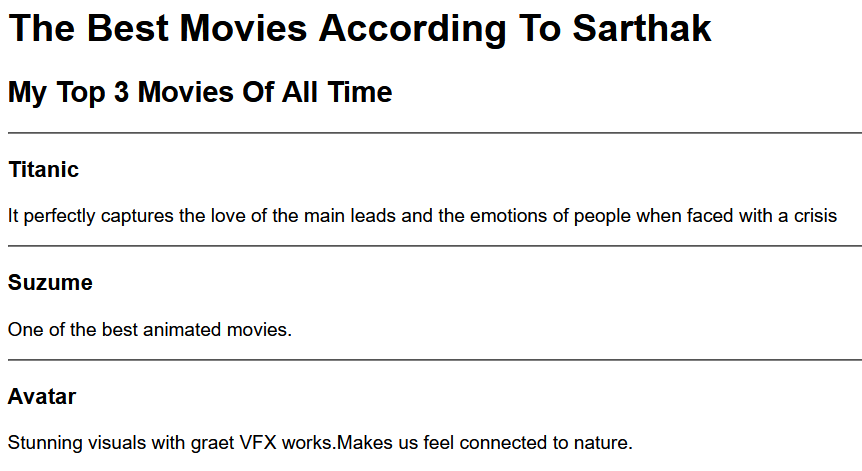 The Best Movies According To Sarthak
My Top 3 Movies Of All Time
Titanic
It perfectly captures the love of the main leads and the emotions of people when faced with a crisis
Suzume
One of the best animated movies.
Avatar
Stunning visuals with graet VFX works.Makes us feel connected to nature.